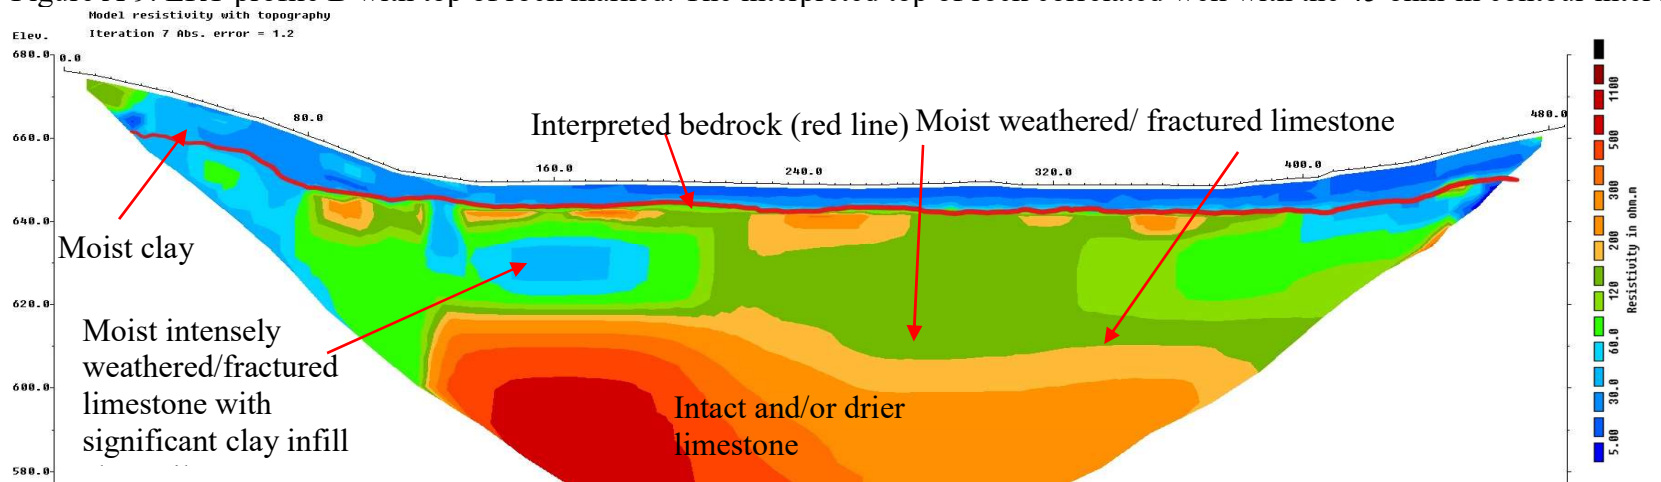 Model resistivity with topography
Iteration 7 Abs. error = 1.2
Elev.
680.0
660.0
640.0
620.0
600.0
580.0
0.0
80.0
160.0
240.0
320.0
400.0
480.0
Interpreted bedrock (red line)
Moist weathered/ fractured limestone
Moist clay
Moist intensely
weathered/fractured
limestone with
significant clay infill
Intact and/or drier
limestone
1100
500
300
200
120
60.0
30.0
5.00
Resistivity in ohm.m